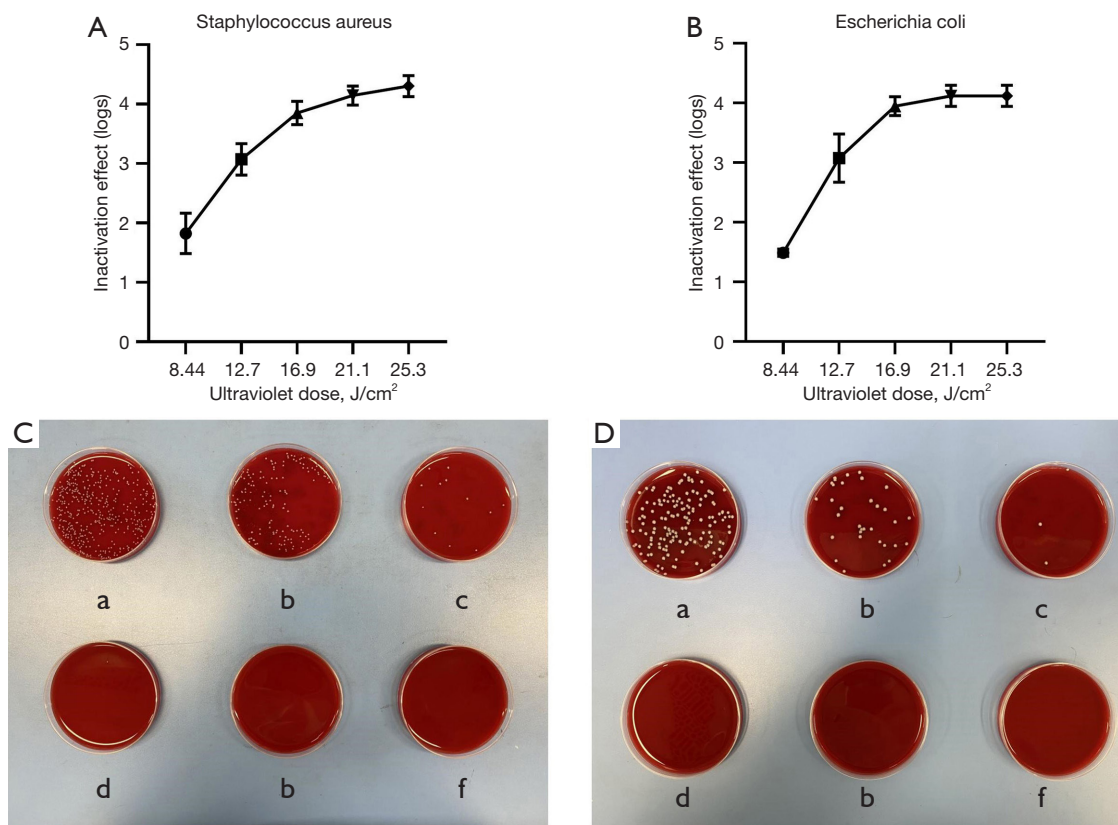 A
Staphylococcus aureus
Inactivation effect (logs)
5
4
3
2
1
0
8.44 12.7 16.9 21.1 25.3
Ultraviolet dose, J/cm²
B
Escherichia coli
Inactivation effect (logs)
5
4
3
2
1
0
8.44 12.7 16.9 21.1 25.3
Ultraviolet dose, J/cm²
C
a b c
d b f
D
a b c
d b f